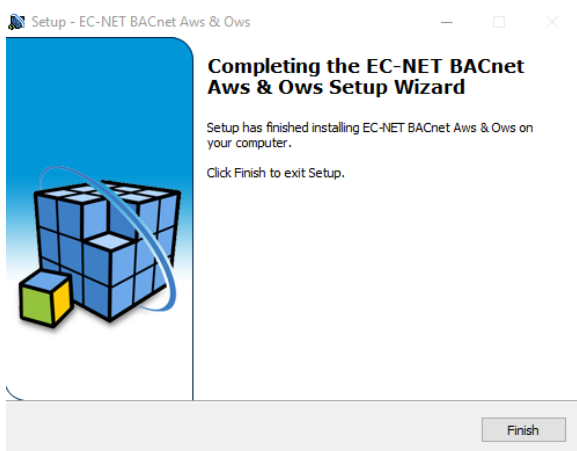 Setup - EC-NET BACnet Aws & Ows
Completing the EC-NET BACnet
Aws & Ows Setup Wizard
Setup has finished installing EC-NET BACnet Aws & Ows on
your computer.
Click Finish to exit Setup.
Finish